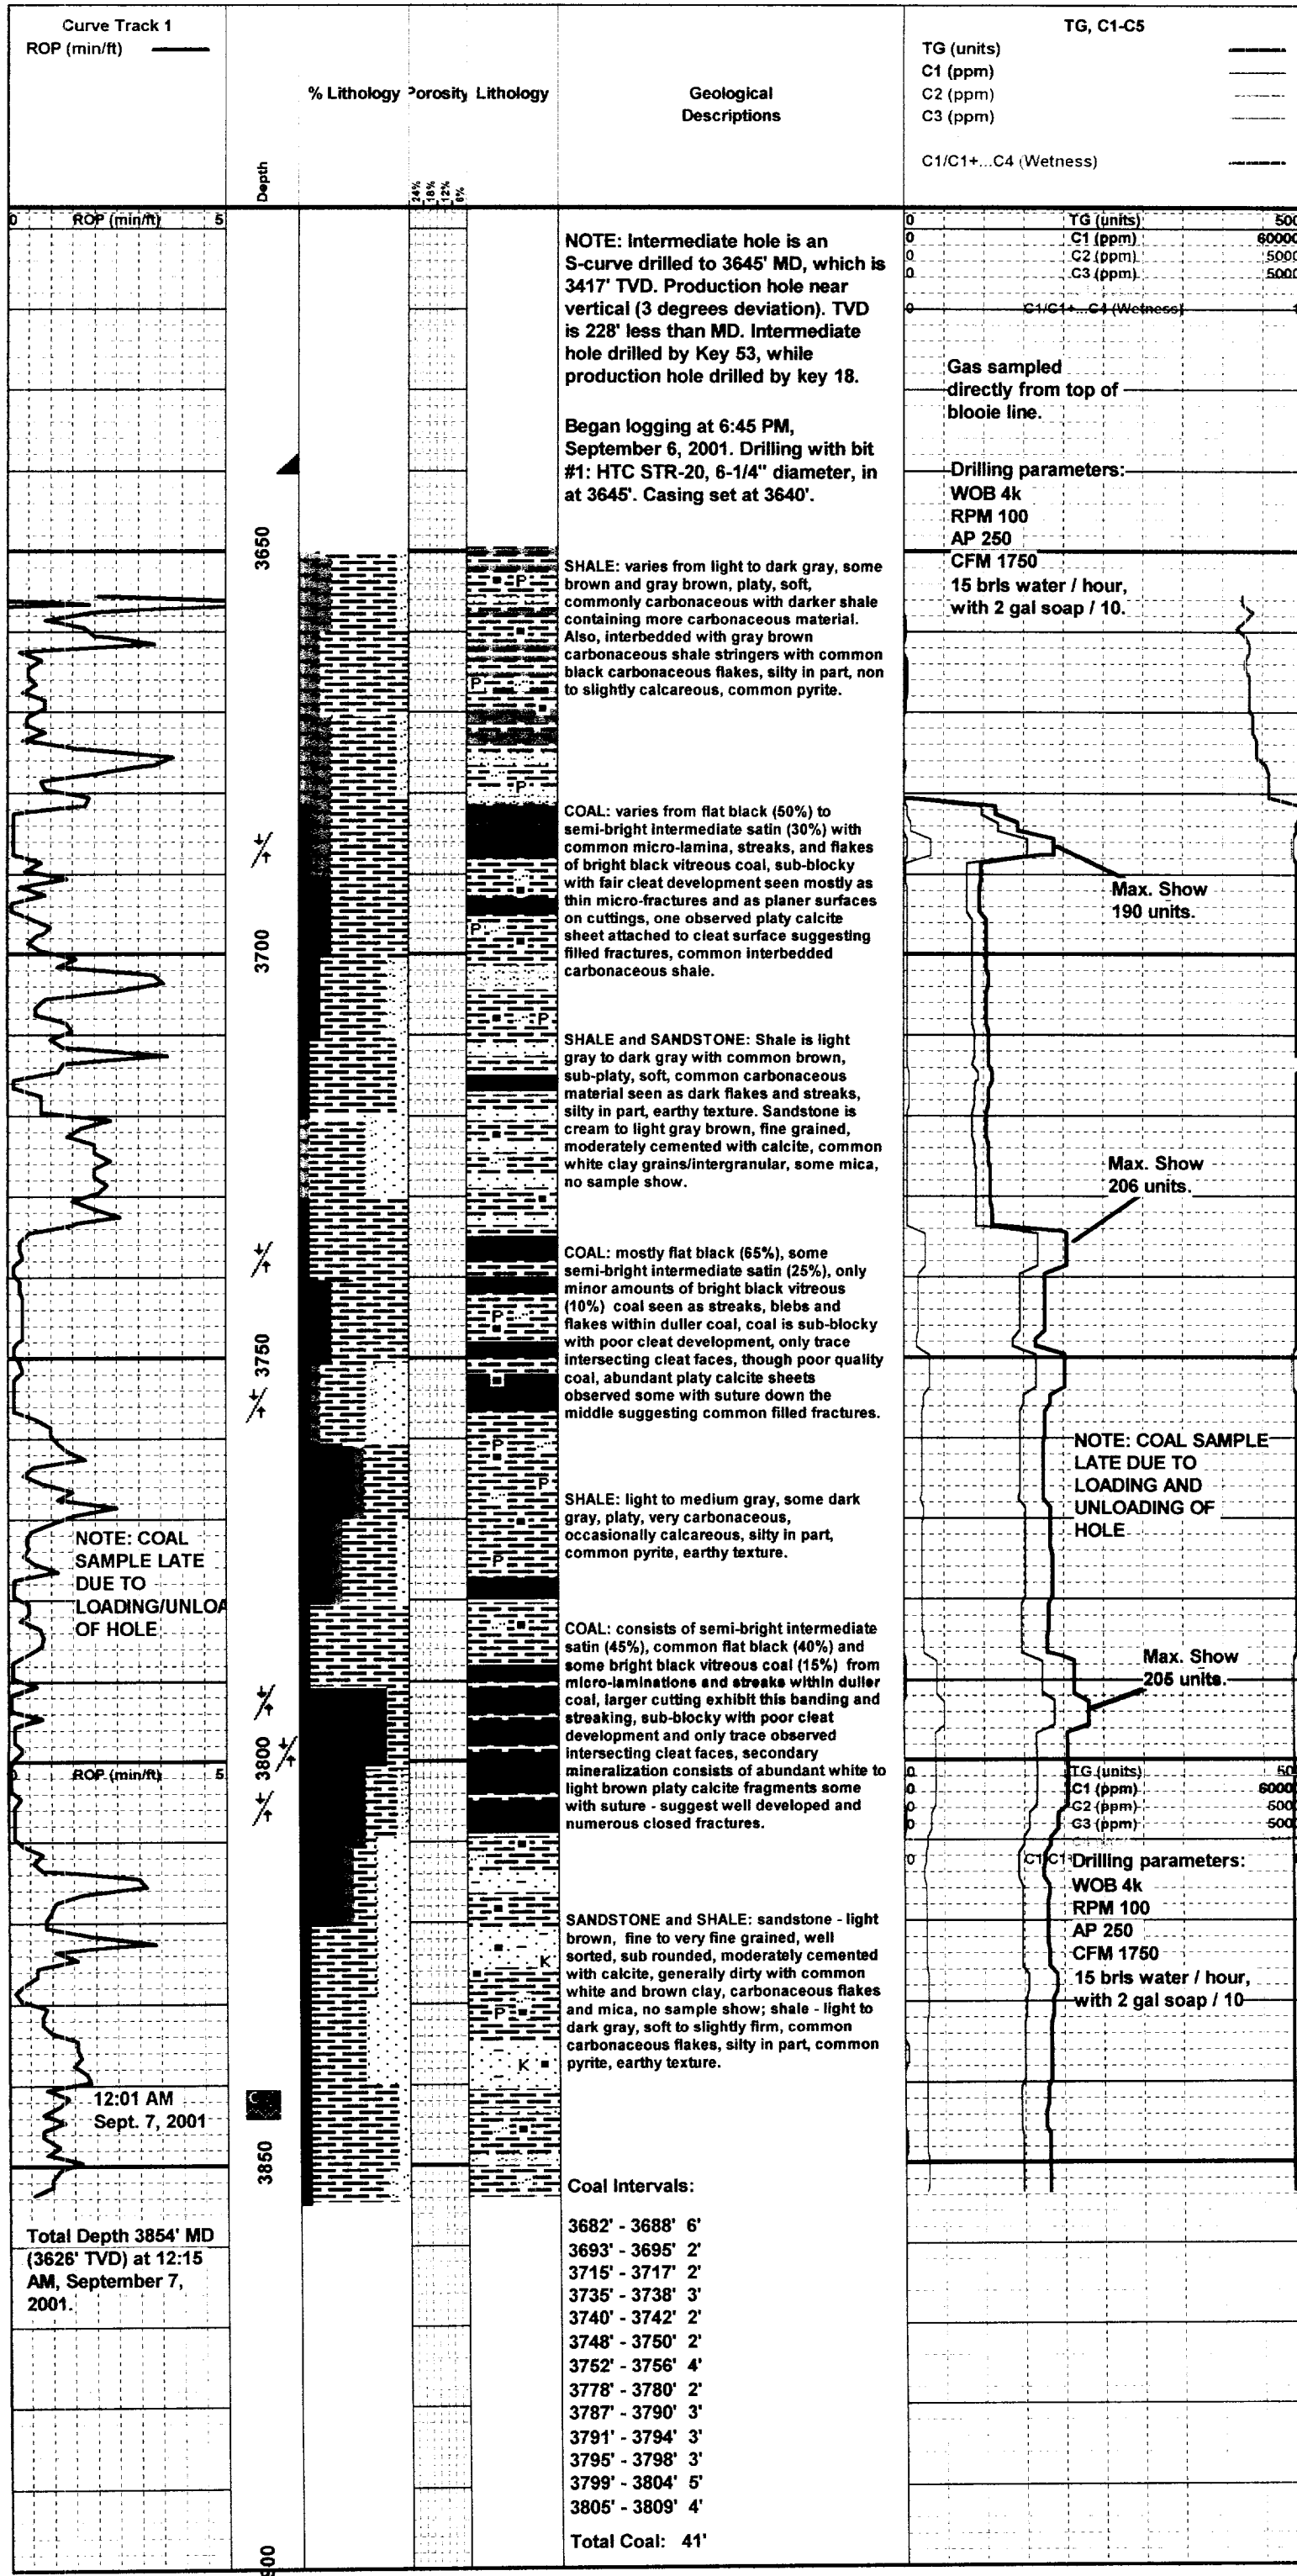 Curve Track 1
ROP (min/ft)
Depth
% Lithology
Porosity
24%
18%
12%
6%
Lithology
Geological
Descriptions
TG, C1-C5
TG (units)
C1 (ppm)
C2 (ppm)
C3 (ppm)
C1/C1+...C4 (Wetness)
0 ROP (min/ft) 5
0 TG (units) 500
0 C1 (ppm) 60000
0 C2 (ppm) 5000
0 C3 (ppm) 5000
0 C1/C1+...C4 (Wetness) 1
NOTE: Intermediate hole is an
S-curve drilled to 3645' MD, which is
3417' TVD. Production hole near
vertical (3 degrees deviation). TVD
is 228' less than MD. Intermediate
hole drilled by Key 53, while
production hole drilled by key 18.
Began logging at 6:45 PM,
September 6, 2001. Drilling with bit
#1: HTC STR-20, 6-1/4" diameter, in
at 3645'. Casing set at 3640'.
Gas sampled
directly from top of
blooie line.
Drilling parameters:
WOB 4k
RPM 100
AP 250
CFM 1750
15 brls water / hour,
with 2 gal soap / 10.
3650
SHALE: varies from light to dark gray, some
brown and gray brown, platy, soft,
commonly carbonaceous with darker shale
containing more carbonaceous material.
Also, interbedded with gray brown
carbonaceous shale stringers with common
black carbonaceous flakes, silty in part, non
to slightly calcareous, common pyrite.
P
P
P
COAL: varies from flat black (50%) to
semi-bright intermediate satin (30%) with
common micro-lamina, streaks, and flakes
of bright black vitreous coal, sub-blocky
with fair cleat development seen mostly as
thin micro-fractures and as planer surfaces
on cuttings, one observed platy calcite
sheet attached to cleat surface suggesting
filled fractures, common interbedded
carbonaceous shale.
Max. Show
190 units.
P
3700
P
SHALE and SANDSTONE: Shale is light
gray to dark gray with common brown,
sub-platy, soft, common carbonaceous
material seen as dark flakes and streaks,
silty in part, earthy texture. Sandstone is
cream to light gray brown, fine grained,
moderately cemented with calcite, common
white clay grains/intergranular, some mica,
no sample show.
Max. Show
206 units.
COAL: mostly flat black (65%), some
semi-bright intermediate satin (25%), only
minor amounts of bright black vitreous
(10%) coal seen as streaks, blebs and
flakes within duller coal, coal is sub-blocky
with poor cleat development, only trace
intersecting cleat faces, though poor quality
coal, abundant platy calcite sheets
observed some with suture down the
middle suggesting common filled fractures.
P
3750
P
P
P
NOTE: COAL SAMPLE
LATE DUE TO
LOADING AND
UNLOADING OF
HOLE
SHALE: light to medium gray, some dark
gray, platy, very carbonaceous,
occasionally calcareous, silty in part,
common pyrite, earthy texture.
NOTE: COAL
SAMPLE LATE
DUE TO
LOADING/UNLOA
OF HOLE
COAL: consists of semi-bright intermediate
satin (45%), common flat black (40%) and
some bright black vitreous coal (15%) from
micro-laminations and streaks within duller
coal, larger cutting exhibit this banding and
streaking, sub-blocky with poor cleat
development and only trace observed
intersecting cleat faces, secondary
mineralization consists of abundant white to
light brown platy calcite fragments some
with suture - suggest well developed and
numerous closed fractures.
Max. Show
205 units.
3800
ROP (min/ft) 5
0 TG (units) 50
0 C1 (ppm) 6000
0 C2 (ppm) 500
0 C3 (ppm) 500
0 C1/C1
Drilling parameters:
WOB 4k
RPM 100
AP 250
CFM 1750
15 brls water / hour,
with 2 gal soap / 10
SANDSTONE and SHALE: sandstone - light
brown, fine to very fine grained, well
sorted, sub rounded, moderately cemented
with calcite, generally dirty with common
white and brown clay, carbonaceous flakes
and mica, no sample show; shale - light to
dark gray, soft to slightly firm, common
carbonaceous flakes, silty in part, common
pyrite, earthy texture.
K
P
K
12:01 AM
Sept. 7, 2001
C
3850
Total Depth 3854' MD
(3626' TVD) at 12:15
AM, September 7,
2001.
Coal Intervals:
3682' - 3688' 6'
3693' - 3695' 2'
3715' - 3717' 2'
3735' - 3738' 3'
3740' - 3742' 2'
3748' - 3750' 2'
3752' - 3756' 4'
3778' - 3780' 2'
3787' - 3790' 3'
3791' - 3794' 3'
3795' - 3798' 3'
3799' - 3804' 5'
3805' - 3809' 4'
Total Coal: 41'
900